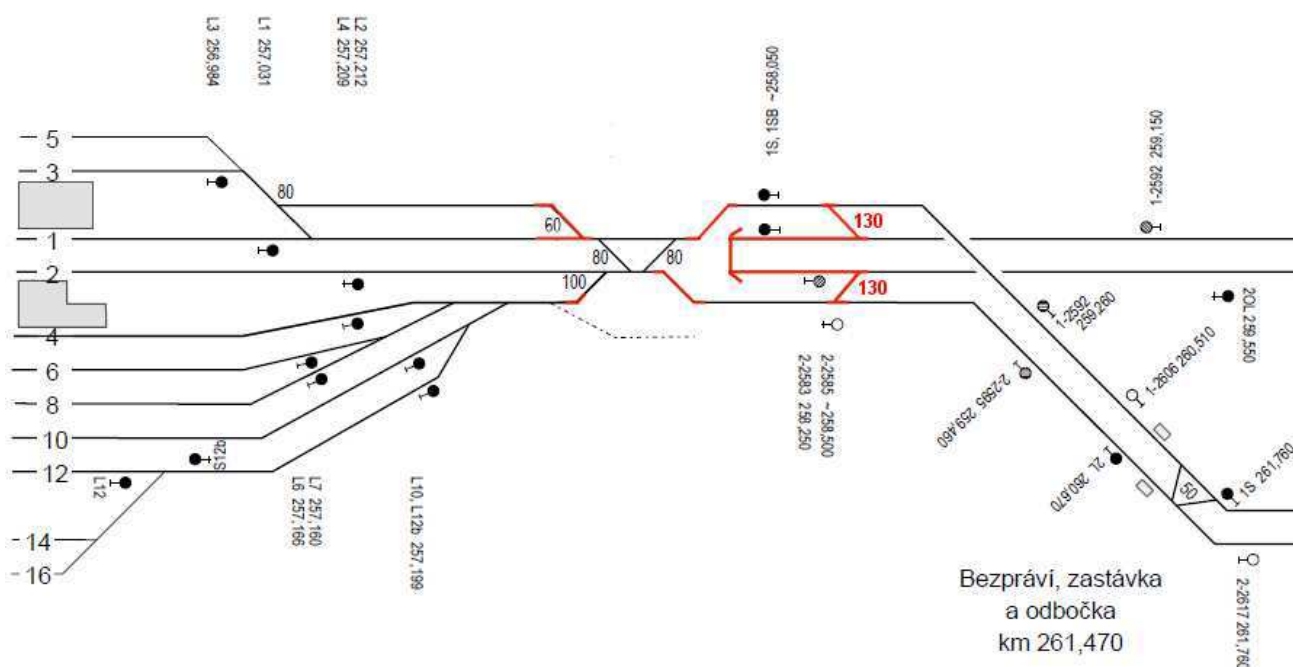 L3 256,984
L1 257,031
L4 257,209
L2 257,212
1S, 1SB ~258,050
1-2592 259,150
5
3
80
60
130
1
80
80
2
100
130
2OL 259,550
1-2592
259,260
4
6
8
10
12
S12b
L12
14
16
L6 257,166
L7 257,160
L10, L12b 257,199
2-2583 258,250
2-2585 ~258,500
2-2595 259,460
1-2606 260,510
2L 260,670
50
1S 261,760
2-2617 261,760
Bezpráví, zastávka
a odbočka
km 261,470